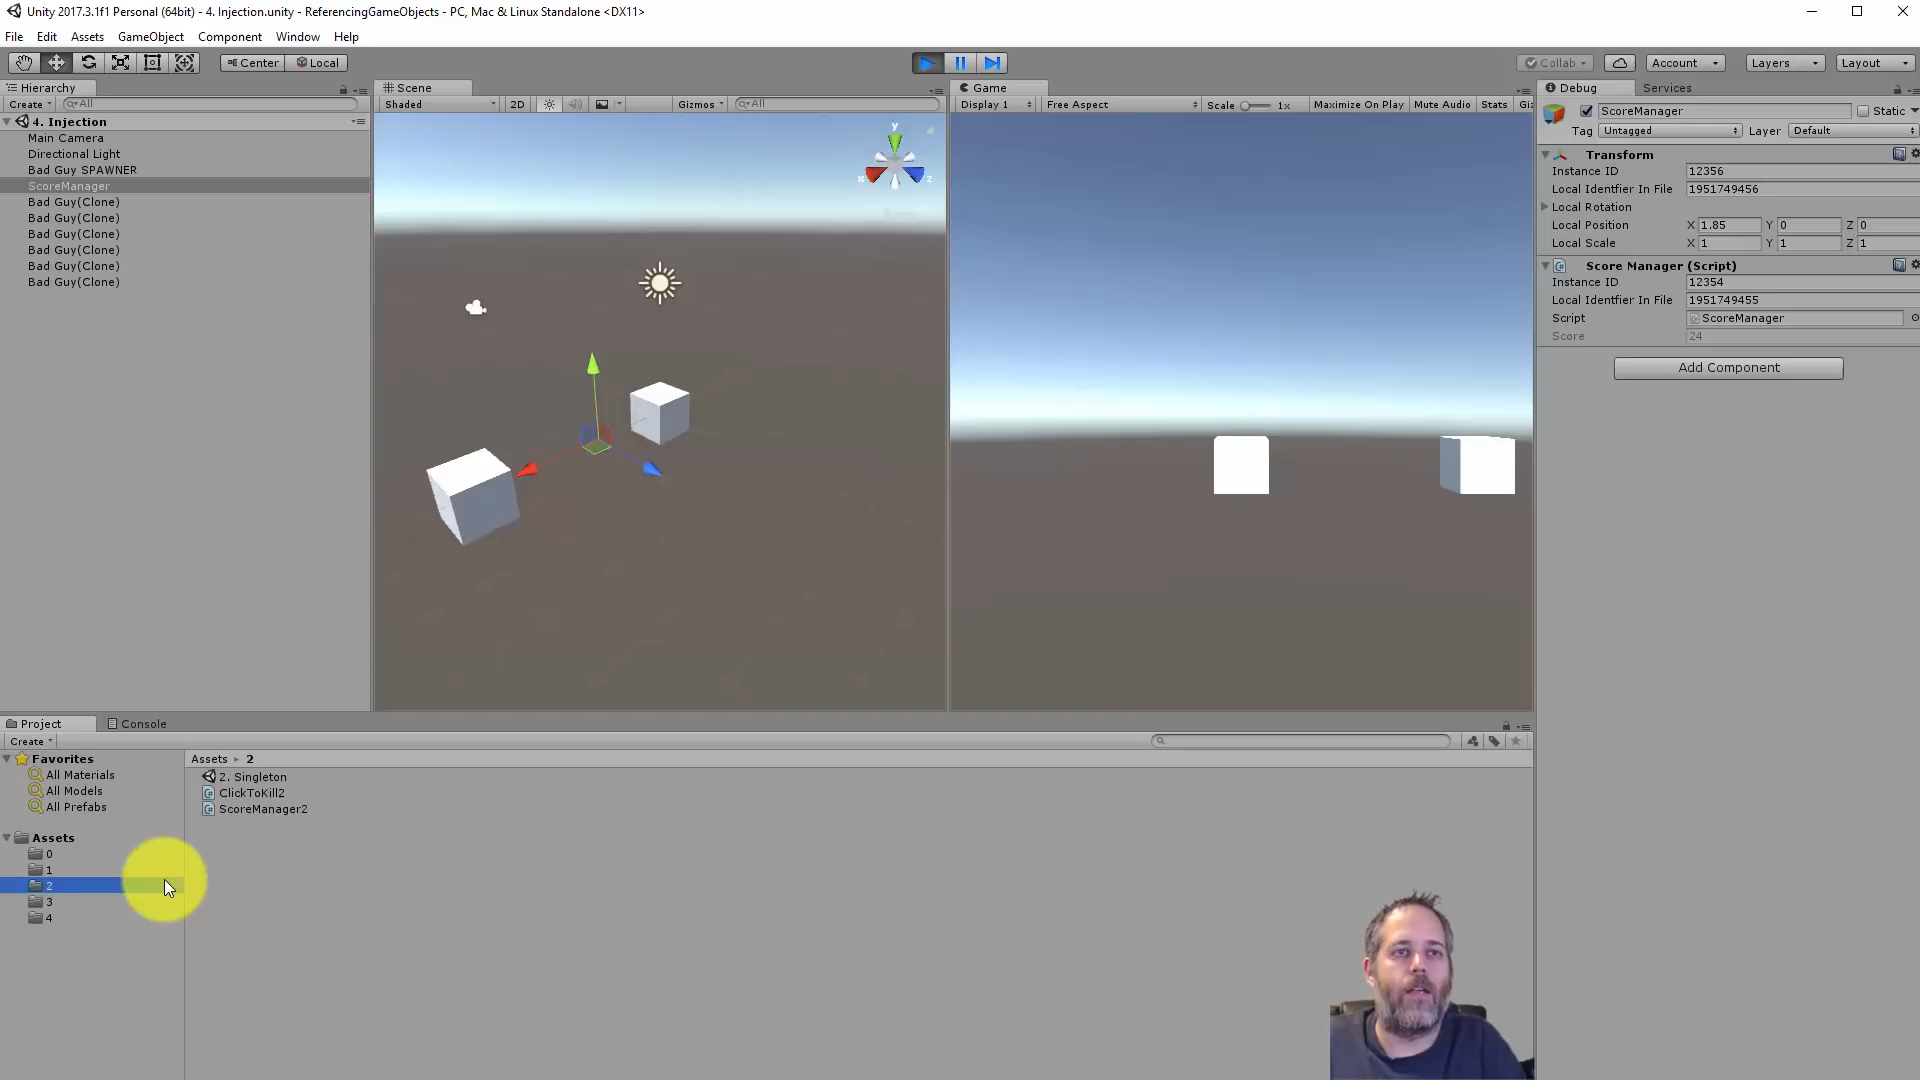 Unity 2017.3.1f1 Personal (64bit) - 4. Injection.unity - ReferencingGameObjects - PC, Mac & Linux Standalone <DX11>
File Edit Assets GameObject Component Window Help
Center Local Collab Account Layers Layout
Hierarchy
Create All
4. Injection
Main Camera
Directional Light
Bad Guy SPAWNER
ScoreManager
Bad Guy(Clone)
Bad Guy(Clone)
Bad Guy(Clone)
Bad Guy(Clone)
Bad Guy(Clone)
Bad Guy(Clone)
Scene
Shaded 2D Gizmos All
y
x z
Game
Display 1 Free Aspect Scale 1x Maximize On Play Mute Audio Stats Gi
Debug Services
ScoreManager Static
Tag Untagged Layer Default
Transform
Instance ID 12356
Local Identfier In File 1951749456
Local Rotation
Local Position X 1.85 Y 0 Z 0
Local Scale X 1 Y 1 Z 1
Score Manager (Script)
Instance ID 12354
Local Identfier In File 1951749455
Script ScoreManager
Score 24
Add Component
Project Console
Create
Favorites
All Materials
All Models
All Prefabs
Assets
0
1
2
3
4
Assets 2
2. Singleton
ClickToKill2
ScoreManager2